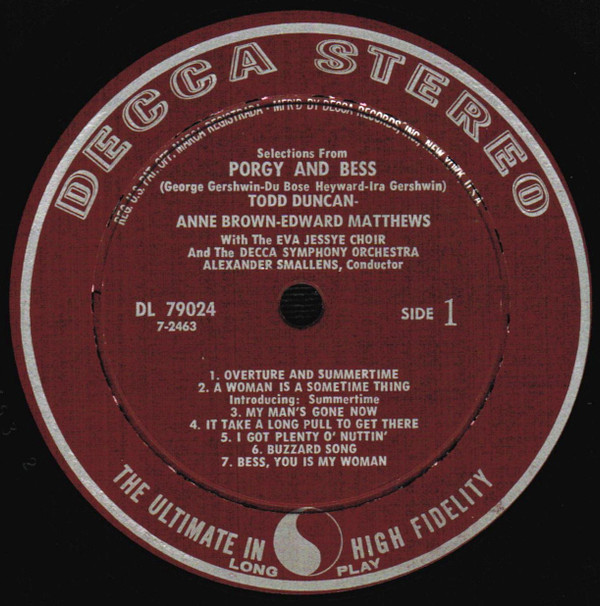 DECCA STEREO
REG. U.S. PAT. OFF. MARCA REGISTRADA • MF'R'D BY DECCA RECORDS, INC., NEW YORK, U.S.A.
Selections From
PORGY AND BESS
(George Gershwin-Du Bose Heyward-Ira Gershwin)
TODD DUNCAN-
ANNE BROWN-EDWARD MATTHEWS
With The EVA JESSYE CHOIR
And The DECCA SYMPHONY ORCHESTRA
ALEXANDER SMALLENS, Conductor
DL 79024
7-2463
SIDE 1
1. OVERTURE AND SUMMERTIME
2. A WOMAN IS A SOMETIME THING
Introducing: Summertime
3. MY MAN'S GONE NOW
4. IT TAKE A LONG PULL TO GET THERE
5. I GOT PLENTY O' NUTTIN'
6. BUZZARD SONG
7. BESS, YOU IS MY WOMAN
THE ULTIMATE IN HIGH FIDELITY
LONG PLAY